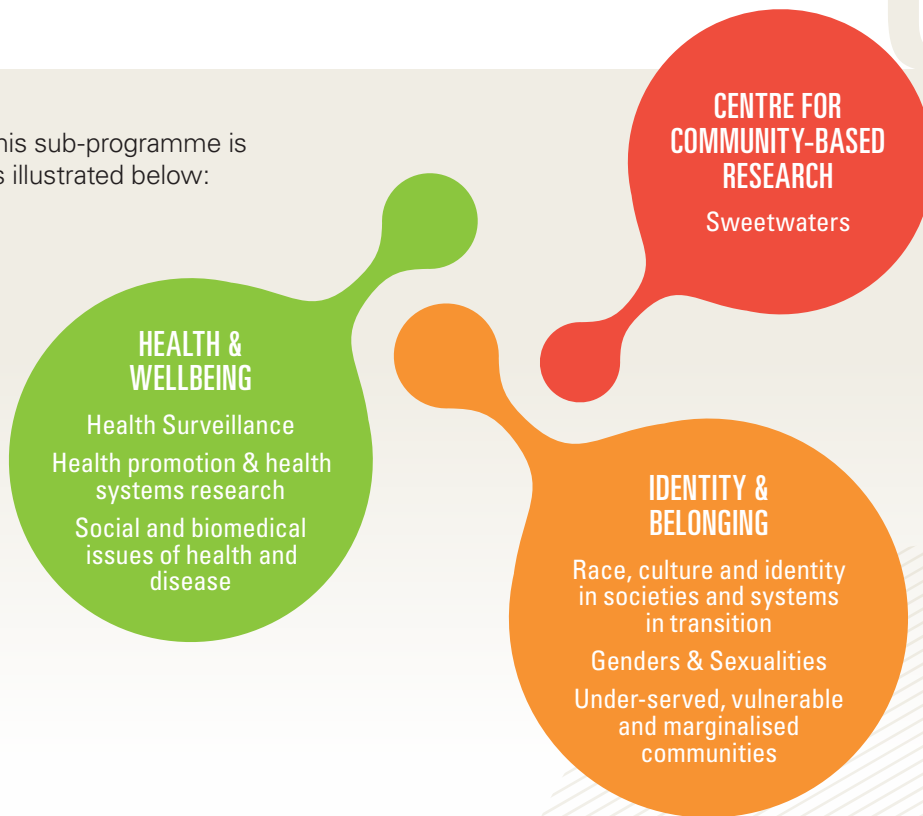 his sub-programme is
s illustrated below:
CENTRE FOR
COMMUNITY-BASED
RESEARCH
Sweetwaters
HEALTH &
WELLBEING
Health Surveillance
Health promotion & health
systems research
Social and biomedical
issues of health and
disease
IDENTITY &
BELONGING
Race, culture and identity
in societies and systems
in transition
Genders & Sexualities
Under-served, vulnerable
and marginalised
communities